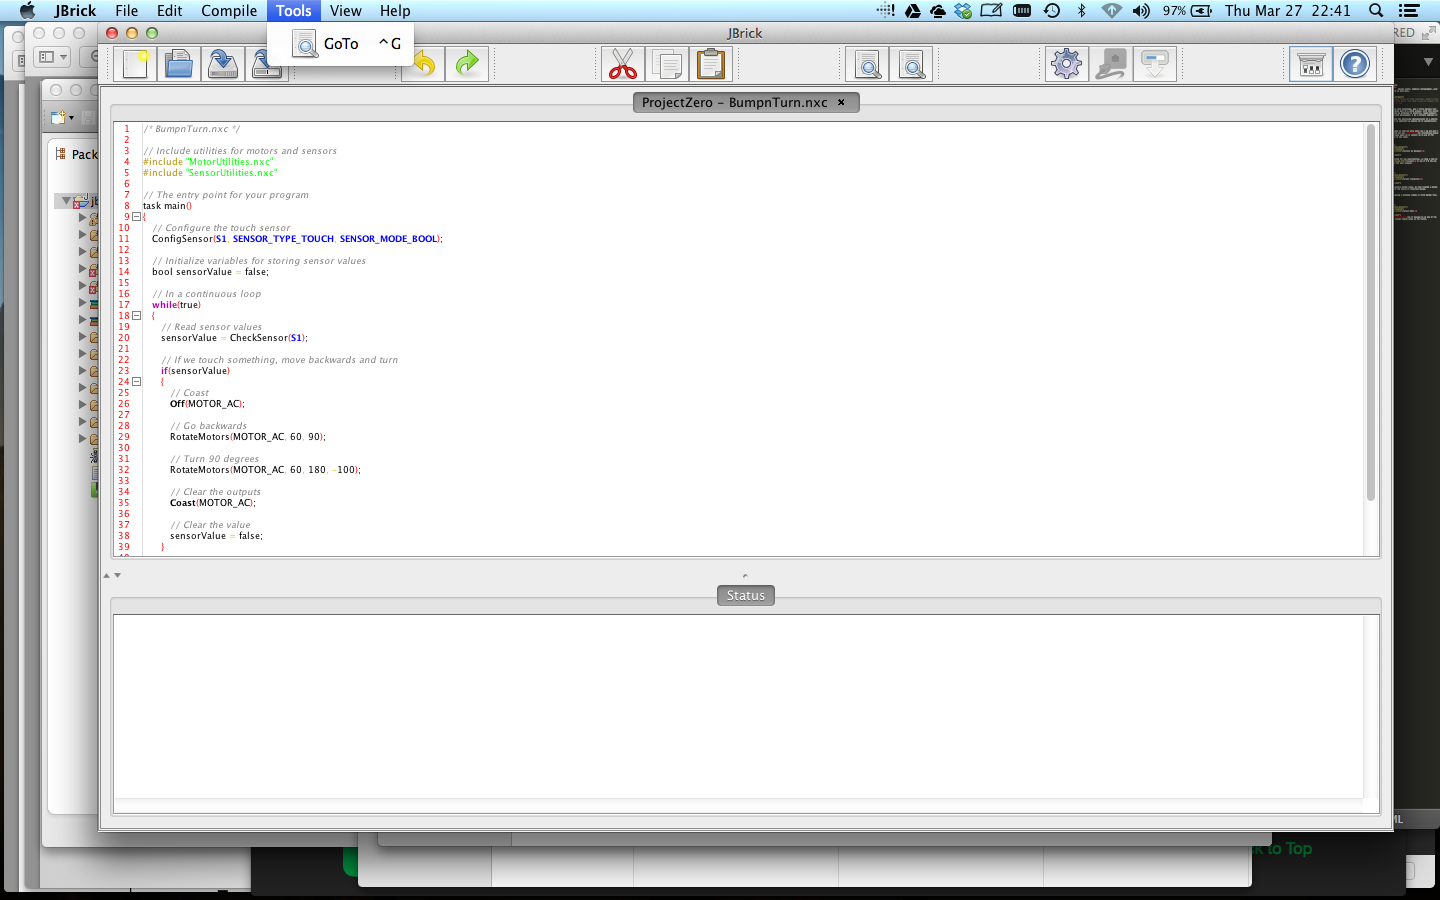 JBrick File Edit Compile Tools View Help 97% Thu Mar 27 22:41
GoTo ^G
JBrick
RED
Pack
ProjectZero – BumpnTurn.nxc ×
1 /* BumpnTurn.nxc */
2
3 // Include utilities for motors and sensors
4 #include "MotorUtilities.nxc"
5 #include "SensorUtilities.nxc"
6
7 // The entry point for your program
8 task main()
9 {
10 // Configure the touch sensor
11 ConfigSensor(S1, SENSOR_TYPE_TOUCH, SENSOR_MODE_BOOL);
12
13 // Initialize variables for storing sensor values
14 bool sensorValue = false;
15
16 // In a continuous loop
17 while(true)
18 {
19 // Read sensor values
20 sensorValue = CheckSensor(S1);
21
22 // If we touch something, move backwards and turn
23 if(sensorValue)
24 {
25 // Coast
26 Off(MOTOR_AC);
27
28 // Go backwards
29 RotateMotors(MOTOR_AC, 60, 90);
30
31 // Turn 90 degrees
32 RotateMotors(MOTOR_AC, 60, 180, -100);
33
34 // Clear the outputs
35 Coast(MOTOR_AC);
36
37 // Clear the value
38 sensorValue = false;
39 }
Status
ML
k to Top